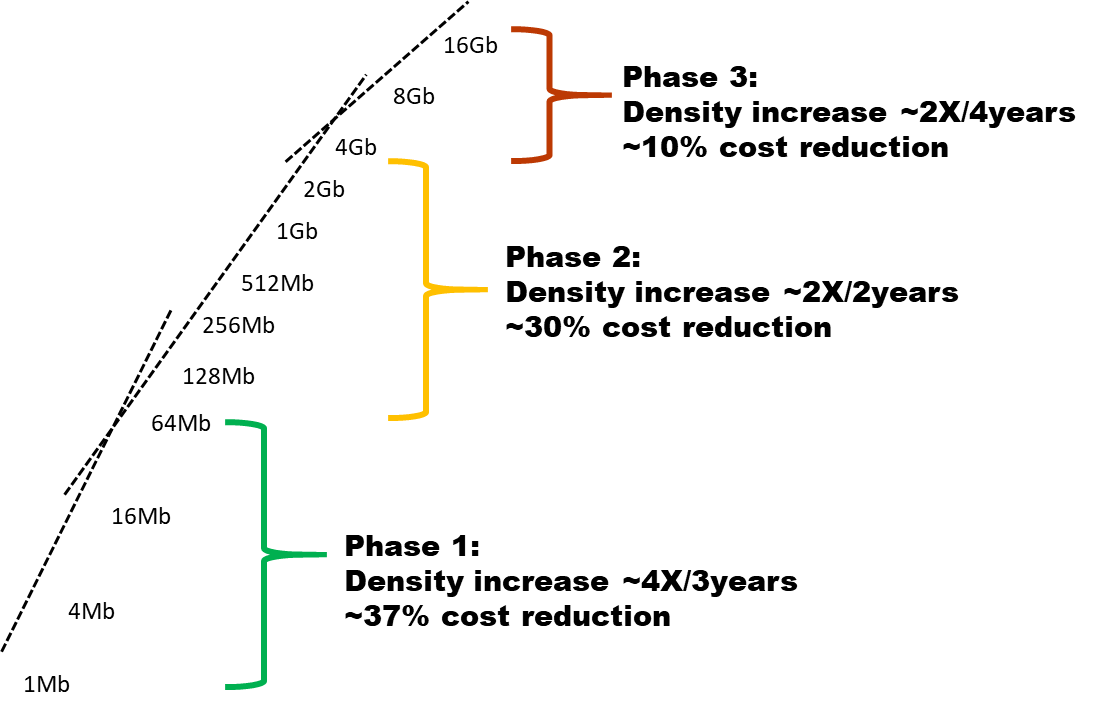 16Gb
Phase 3:
Density increase ~2X/4years
~10% cost reduction
8Gb
4Gb
2Gb
1Gb
512Mb
256Mb
128Mb
64Mb
Phase 2:
Density increase ~2X/2years
~30% cost reduction
16Mb
4Mb
1Mb
Phase 1:
Density increase ~4X/3years
~37% cost reduction